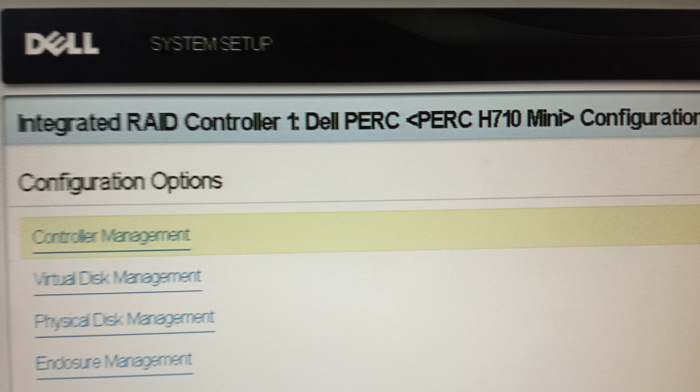 DELL SYSTEM SETUP
Integrated RAID Controller 1: Dell PERC <PERC H710 Mini> Configuration
Configuration Options
Controller Management
Virtual Disk Management
Physical Disk Management
Enclosure Management